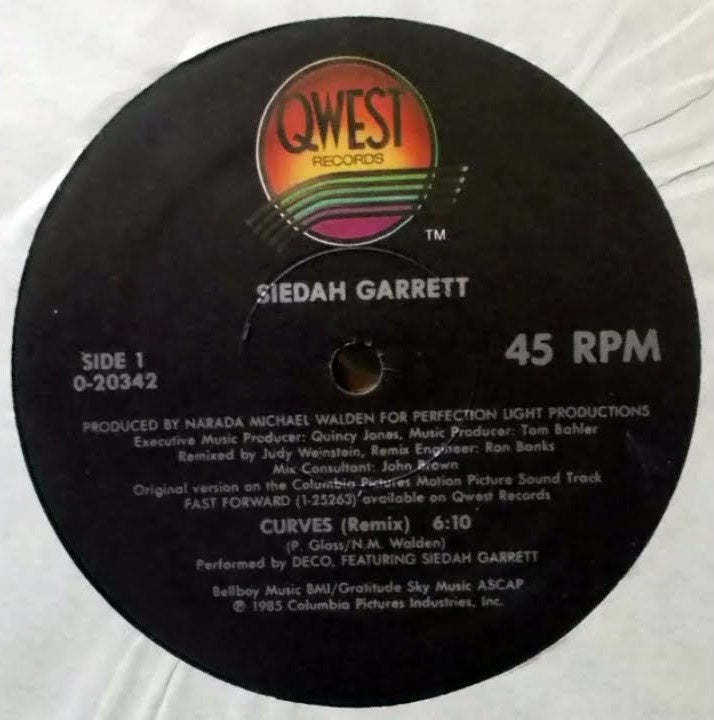 QWEST
RECORDS
TM
SIEDAH GARRETT
SIDE 1
0-20342
45 RPM
PRODUCED BY NARADA MICHAEL WALDEN FOR PERFECTION LIGHT PRODUCTIONS
Executive Music Producer: Quincy Jones, Music Producer: Tom Bahler
Remixed by Judy Weinstein, Remix Engineer: Ron Banks
Mix Consultant: John Brown
Original version on the Columbia Pictures Motion Picture Sound Track
FAST FORWARD (1-25263) available on Qwest Records
CURVES (Remix) 6:10
(P. Glass/N.M. Walden)
Performed by DECO, FEATURING SIEDAH GARRETT
Bellboy Music BMI/Gratitude Sky Music ASCAP
℗ 1985 Columbia Pictures Industries, Inc.